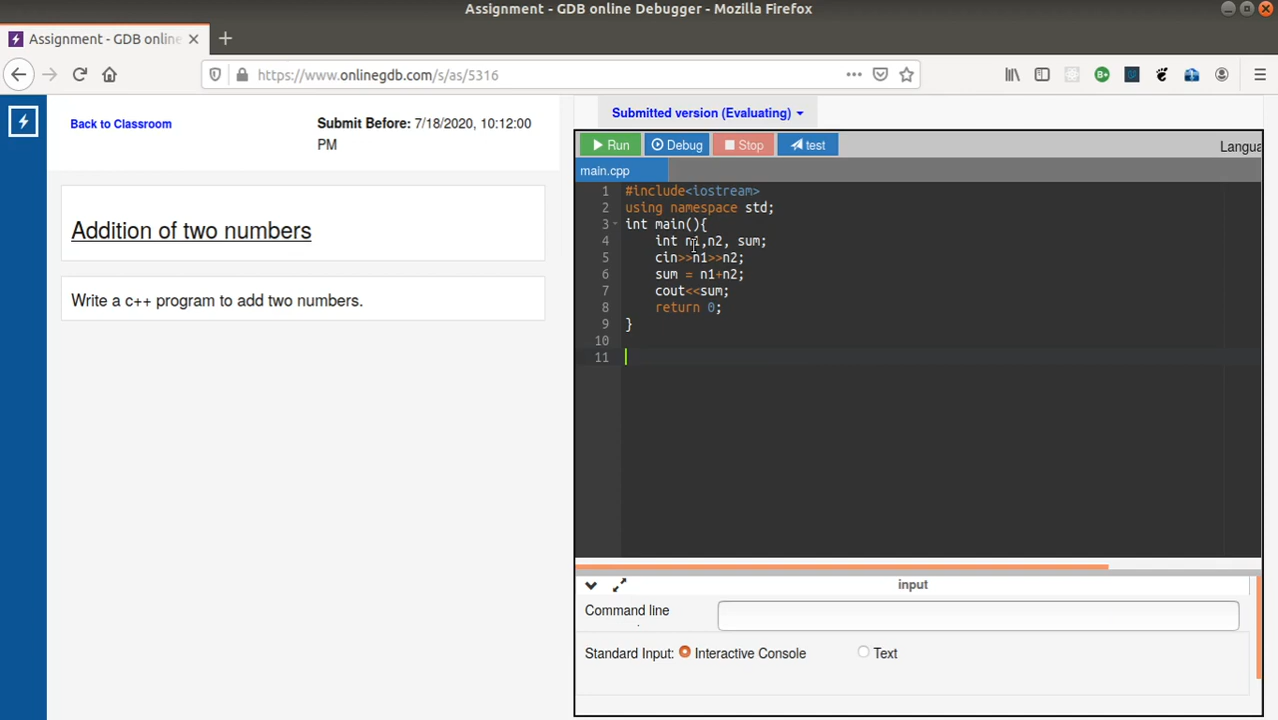 Assignment - GDB online Debugger - Mozilla Firefox
Assignment - GDB online
https://www.onlinegdb.com/s/as/5316
Back to Classroom
Submit Before: 7/18/2020, 10:12:00
PM
Addition of two numbers
Write a c++ program to add two numbers.
Submitted version (Evaluating)
Run Debug Stop test Langua
main.cpp
1 #include<iostream>
2 using namespace std;
3 int main(){
4 int n1,n2, sum;
5 cin>>n1>>n2;
6 sum = n1+n2;
7 cout<<sum;
8 return 0;
9 }
10
11
input
Command line
Standard Input: Interactive Console Text